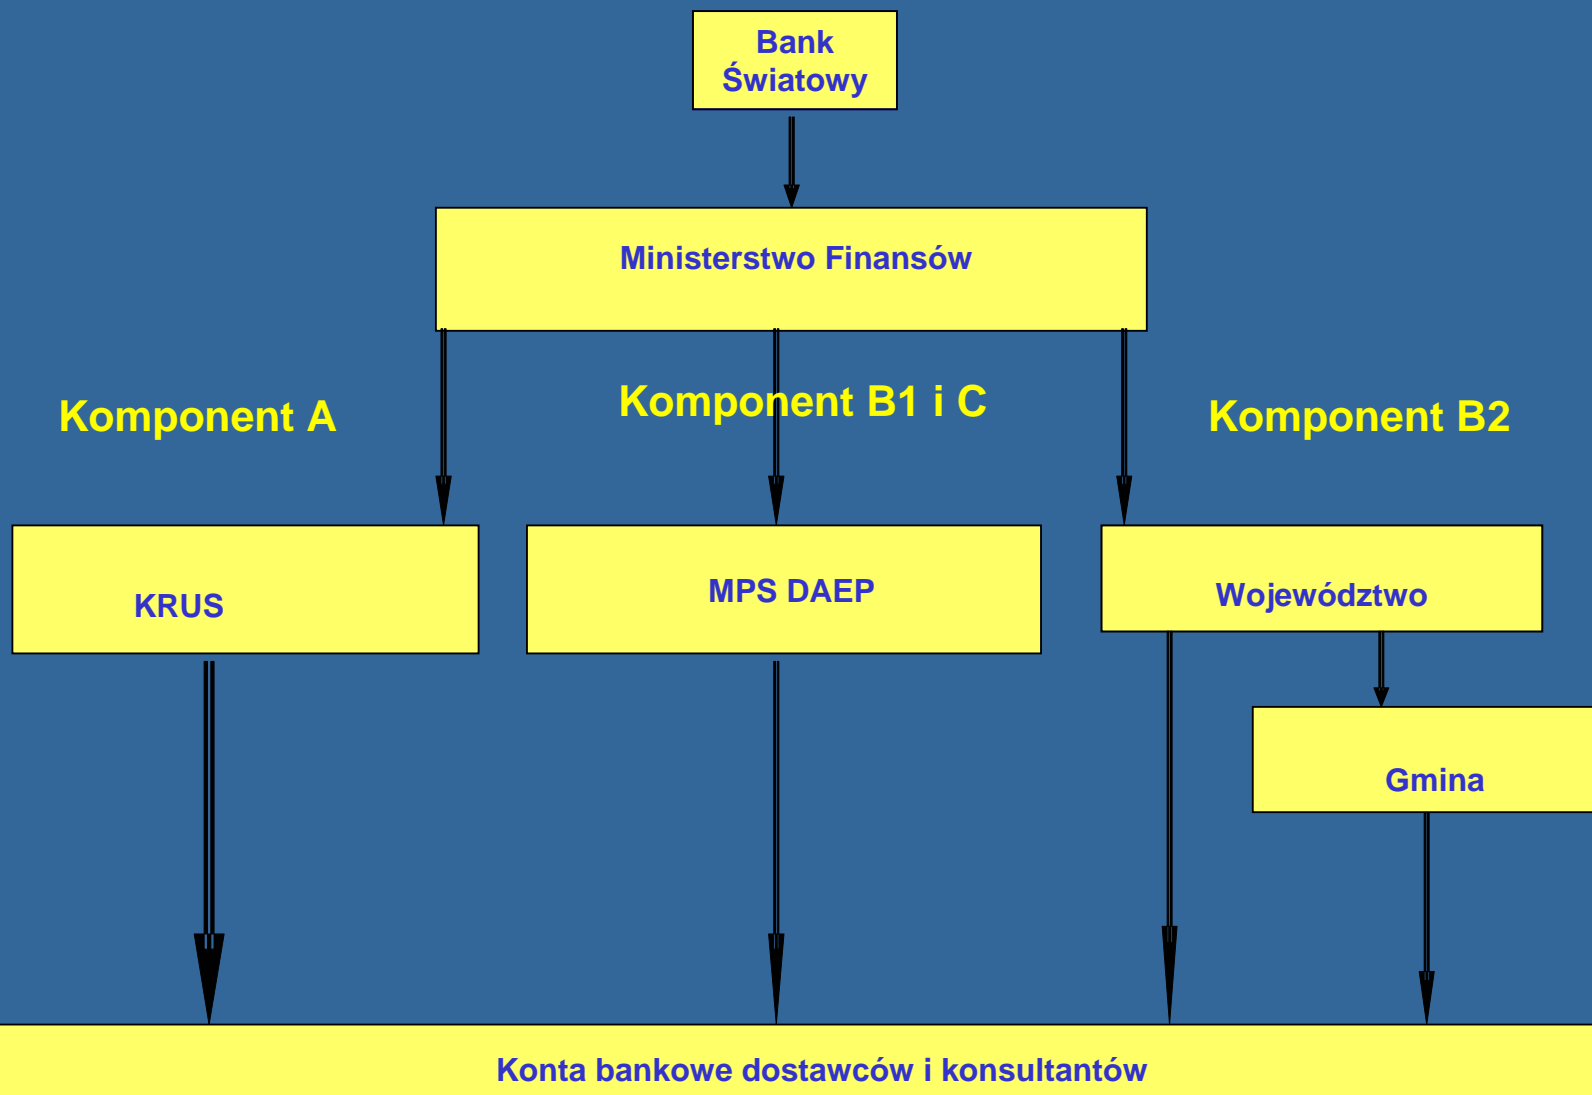 Bank
Światowy
Ministerstwo Finansów
Komponent A
Komponent B1 i C
Komponent B2
KRUS
MPS DAEP
Województwo
Gmina
Konta bankowe dostawców i konsultantów